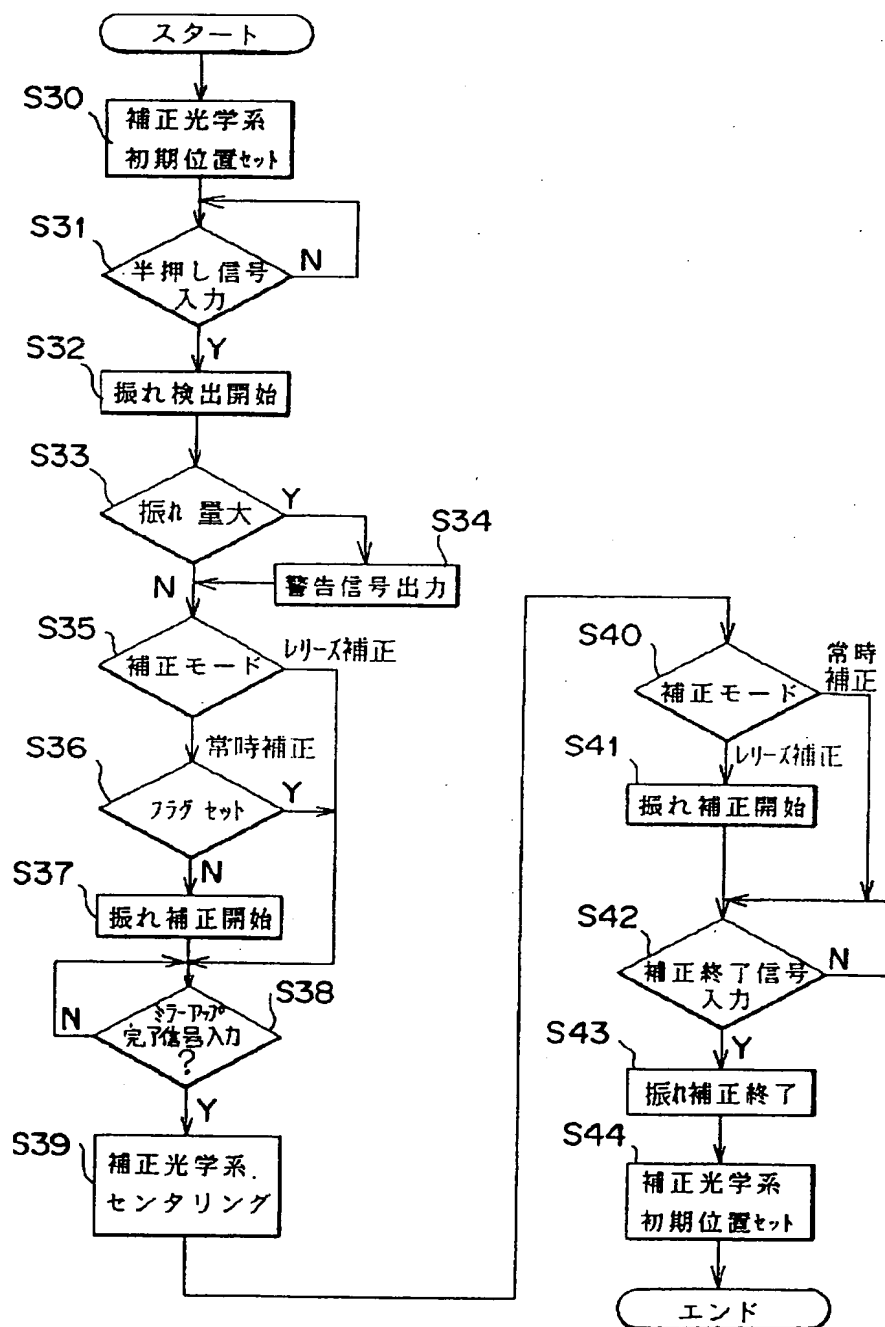 スタート
S30
補正光学系
初期位置セット
S31
半押し信号
入力
N
Y
S32
振れ検出開始
S33
振れ 量大
Y
N
S34
警告信号出力
S35
補正モード
レリーズ補正
常時補正
S36
フラグ セット
Y
N
S37
振れ補正開始
S38
ミラーアップ
完了信号入力
?
N
Y
S39
補正光学系
センタリング
S40
補正モード
常時
補正
レリーズ補正
S41
振れ補正開始
S42
補正終了信号
入力
N
Y
S43
振れ補正終了
S44
補正光学系
初期位置セット
エンド